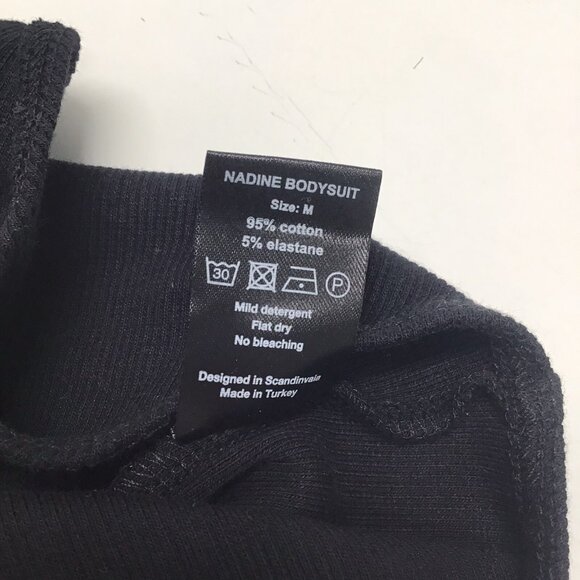 NADINE BODYSUIT
Size: M
95% cotton
5% elastane
30 P
Mild detergent
Flat dry
No bleaching
Designed in Scandinvaia
Made in Turkey